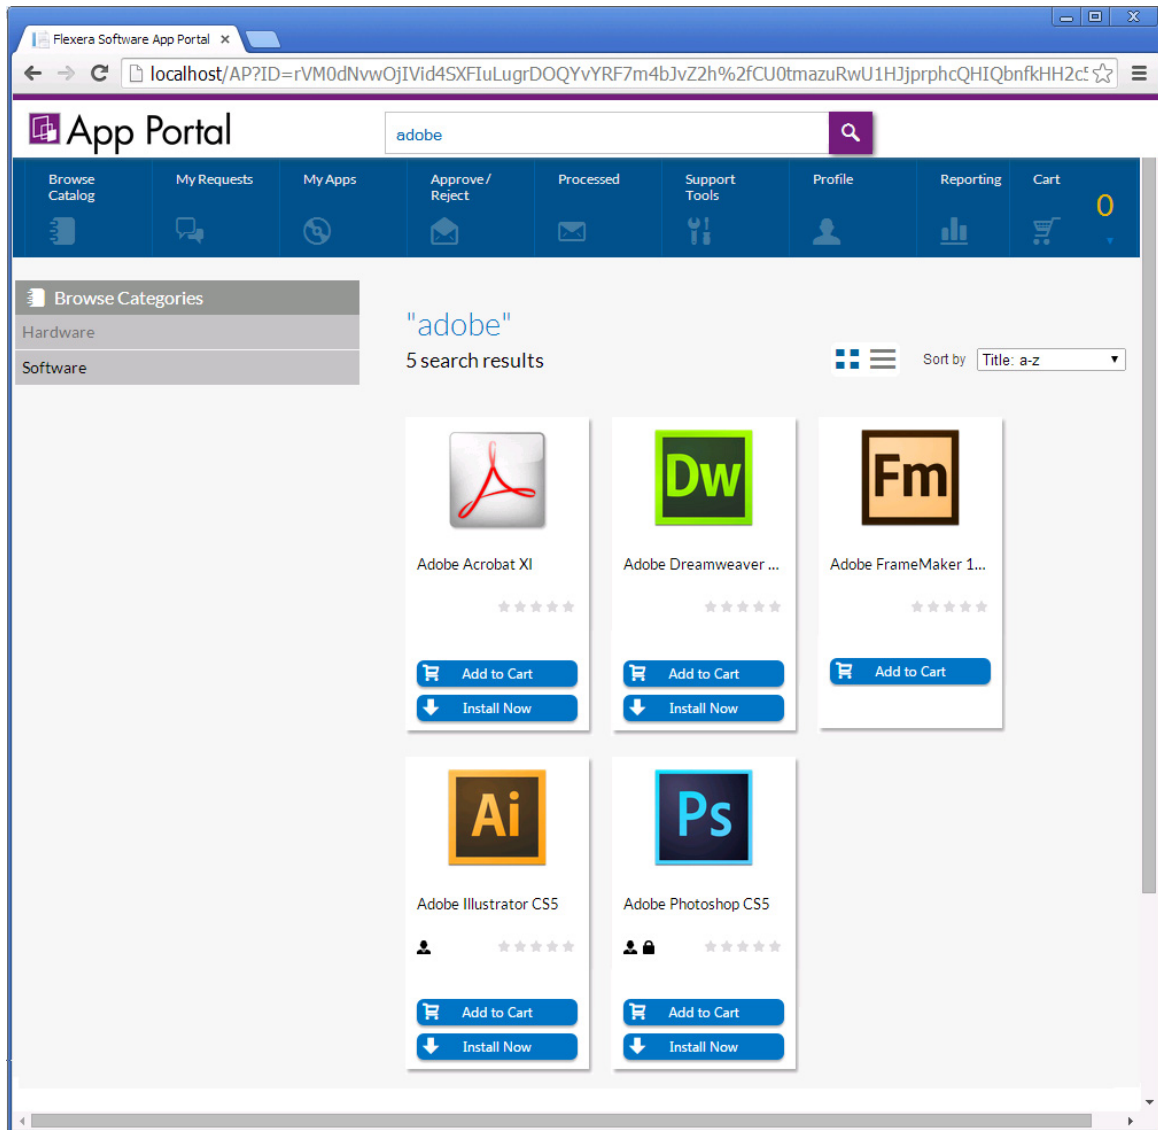 Flexera Software App Portal
localhost/AP?ID=rVM0dNvwOjIVid4SXFIuLugrDOQYvYRF7m4bJvZ2h%2fCU0tmazuRwU1HJjprphcQHIQbnfkHH2c5
App Portal
adobe
Browse Catalog
My Requests
My Apps
Approve / Reject
Processed
Support Tools
Profile
Reporting
Cart
0
Browse Categories
Hardware
Software
"adobe"
5 search results
Sort by
Title: a-z
Dw
Fm
Adobe Acrobat XI
Adobe Dreamweaver ...
Adobe FrameMaker 1...
Add to Cart
Add to Cart
Add to Cart
Install Now
Install Now
Ai
Ps
Adobe Illustrator CS5
Adobe Photoshop CS5
Add to Cart
Add to Cart
Install Now
Install Now